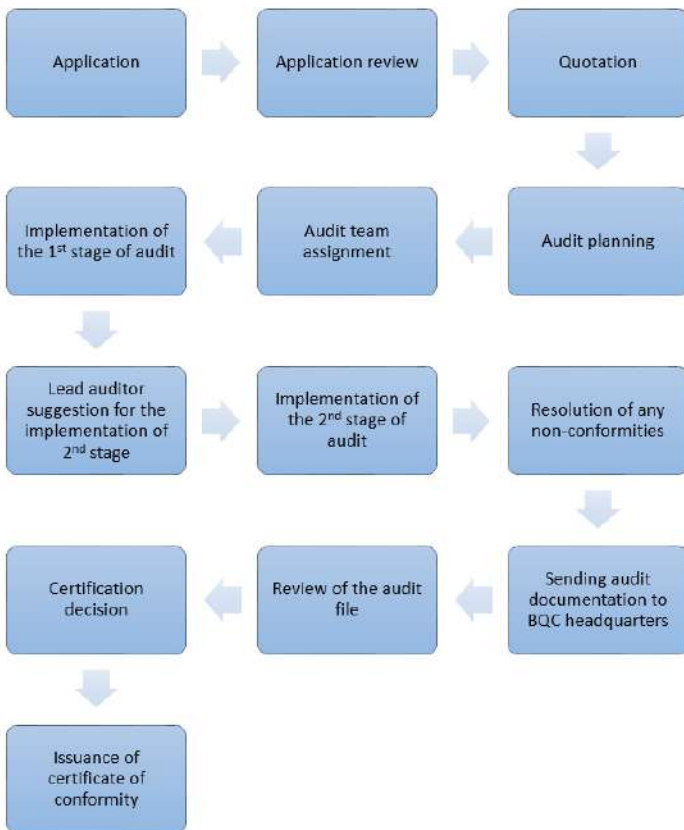 Application
Application review
Quotation
Audit planning
Audit team
assignment
Implementation of
the 1st stage of audit
Lead auditor
suggestion for the
implementation of
2nd stage
Implementation of
the 2nd stage of
audit
Resolution of any
non-conformities
Sending audit
documentation to
BQC headquarters
Review of the audit
file
Certification
decision
Issuance of
certificate of
conformity